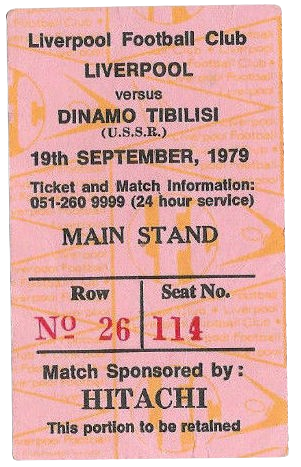 Liverpool Football Club
LIVERPOOL
versus
DINAMO TIBILISI
(U.S.S.R.)
19th SEPTEMBER, 1979
Ticket and Match Information:
051-260 9999 (24 hour service)
MAIN STAND
Row Seat No.
Nº 26 114
Match Sponsored by:
HITACHI
This portion to be retained